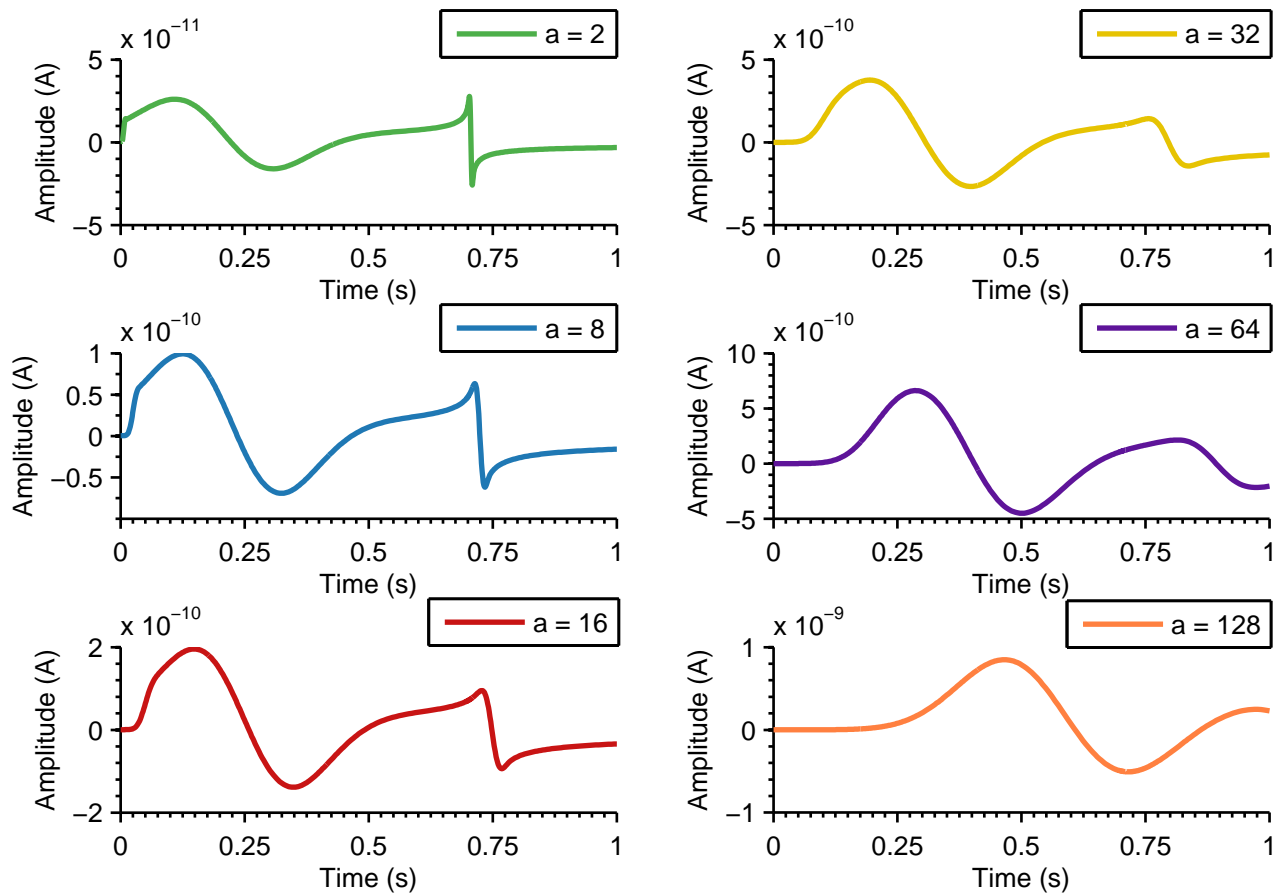 x 10⁻¹¹
a = 2
5
0
−5
Amplitude (A)
0 0.25 0.5 0.75 1
Time (s)
x 10⁻¹⁰
a = 32
5
0
−5
Amplitude (A)
0 0.25 0.5 0.75 1
Time (s)
x 10⁻¹⁰
a = 8
1
0.5
0
−0.5
Amplitude (A)
0 0.25 0.5 0.75 1
Time (s)
x 10⁻¹⁰
a = 64
10
5
0
−5
Amplitude (A)
0 0.25 0.5 0.75 1
Time (s)
x 10⁻¹⁰
a = 16
2
0
−2
Amplitude (A)
0 0.25 0.5 0.75 1
Time (s)
x 10⁻⁹
a = 128
1
0
−1
Amplitude (A)
0 0.25 0.5 0.75 1
Time (s)